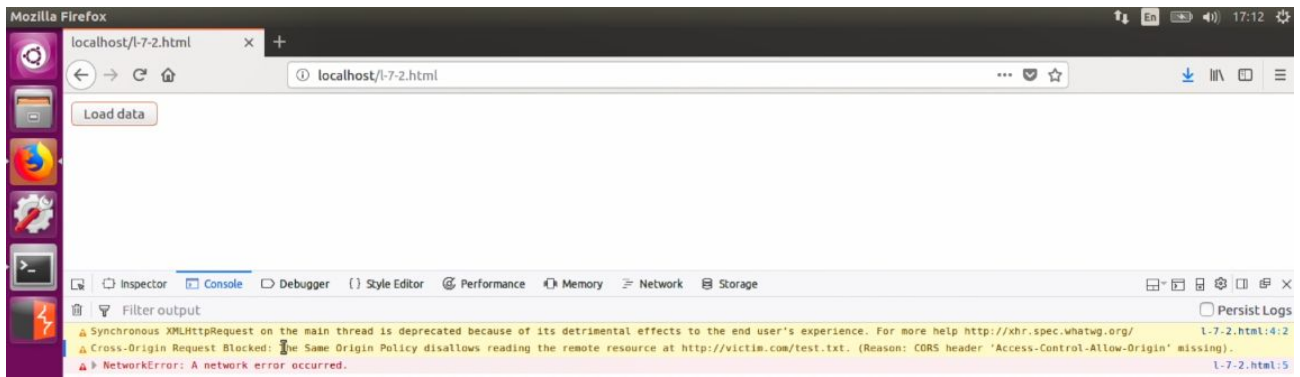 Mozilla Firefox En 17:12
localhost/l-7-2.html
localhost/l-7-2.html
Load data
Inspector Console Debugger { } Style Editor Performance Memory Network Storage
Filter output Persist Logs
Synchronous XMLHttpRequest on the main thread is deprecated because of its detrimental effects to the end user's experience. For more help http://xhr.spec.whatwg.org/ l-7-2.html:4:2
Cross-Origin Request Blocked: The Same Origin Policy disallows reading the remote resource at http://victim.com/test.txt. (Reason: CORS header 'Access-Control-Allow-Origin' missing).
NetworkError: A network error occurred. l-7-2.html:5